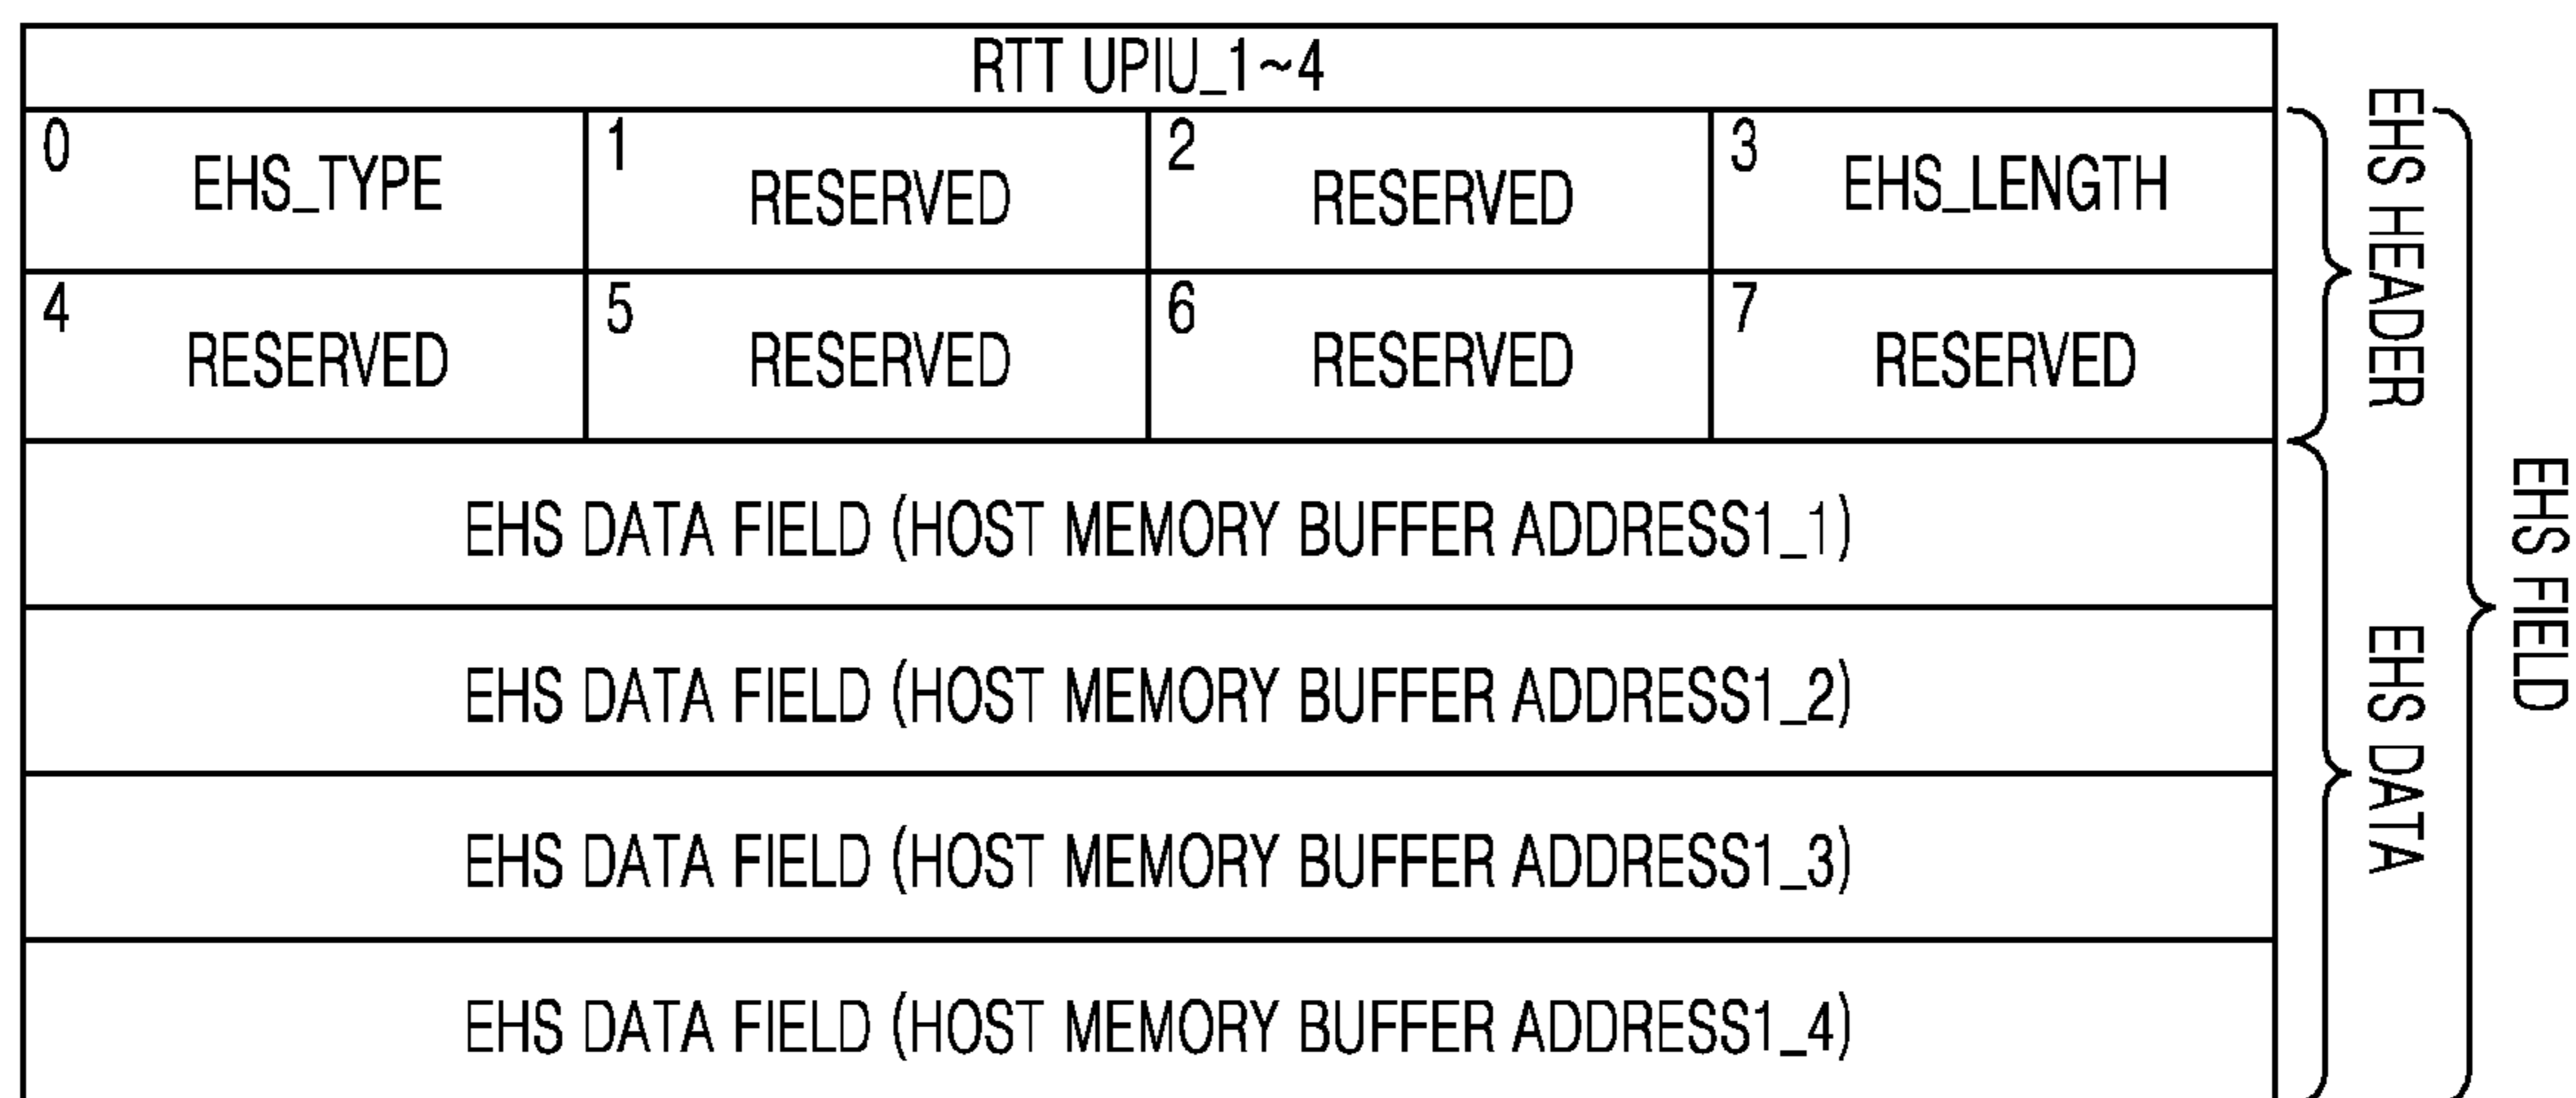 RTT UPIU_1~4
0 EHS_TYPE 1 RESERVED 2 RESERVED 3 EHS_LENGTH
4 RESERVED 5 RESERVED 6 RESERVED 7 RESERVED
EHS DATA FIELD (HOST MEMORY BUFFER ADDRESS1_1)
EHS DATA FIELD (HOST MEMORY BUFFER ADDRESS1_2)
EHS DATA FIELD (HOST MEMORY BUFFER ADDRESS1_3)
EHS DATA FIELD (HOST MEMORY BUFFER ADDRESS1_4)
EHS HEADER
EHS DATA
EHS FIELD